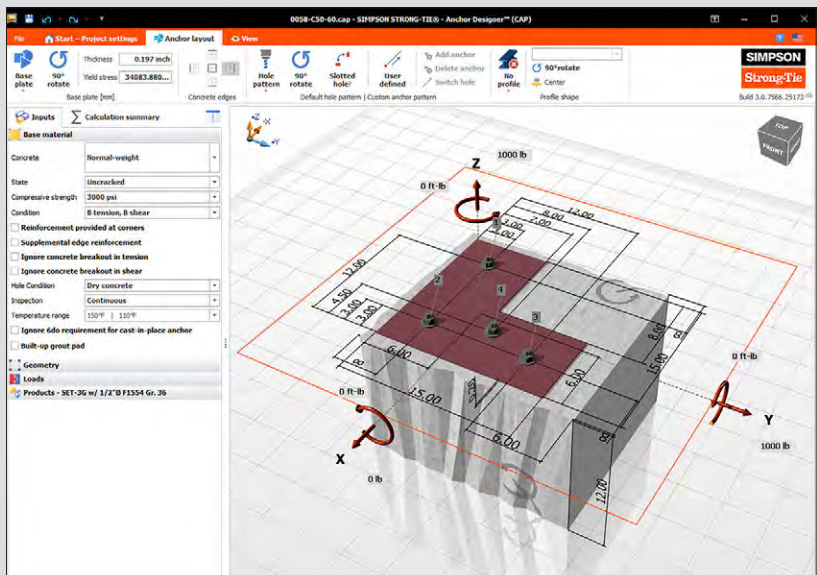 0058-C50-60.cap - SIMPSON STRONG-TIE® - Anchor Designer™ (CAP)
File
Start - Project settings
Anchor layout
View
Base plate
90° rotate
Thickness 0.197 inch
Yield stress 34083.880...
Base plate [mm]
Concrete edges
Hole pattern
90° rotate
Slotted hole?
User defined
Add anchor
Delete anchor
Switch hole
Default hole pattern | Custom anchor pattern
No profile
90°rotate
Center
Profile shape
SIMPSON
Strong-Tie
Build 3.0.7566.25173
Inputs
Calculation summary
Base material
Concrete Normal-weight
State Uncracked
Compressive strength 3000 psi
Condition B tension, B shear
Reinforcement provided at corners
Supplemental edge reinforcement
Ignore concrete breakout in tension
Ignore concrete breakout in shear
Hole Condition Dry concrete
Inspection Continuous
Temperature range 150°F | 110°F
Ignore 6do requirement for cast-in-place anchor
Built-up grout pad
Geometry
Loads
Products - SET-3G w/ 1/2"Ø F1554 Gr. 36
+Z
-X
+Y
TOP
FRONT
1000 lb
Z
0 ft-lb
12.00
8.00
2.00
3.00
1
12.00
2
4
3
4.50
3.00
3.00
6.00
8
15.00
6.00
6.00
8.00
8
15.00
0 ft-lb
Y
1000 lb
0 ft-lb
X
0 lb
8
12.00